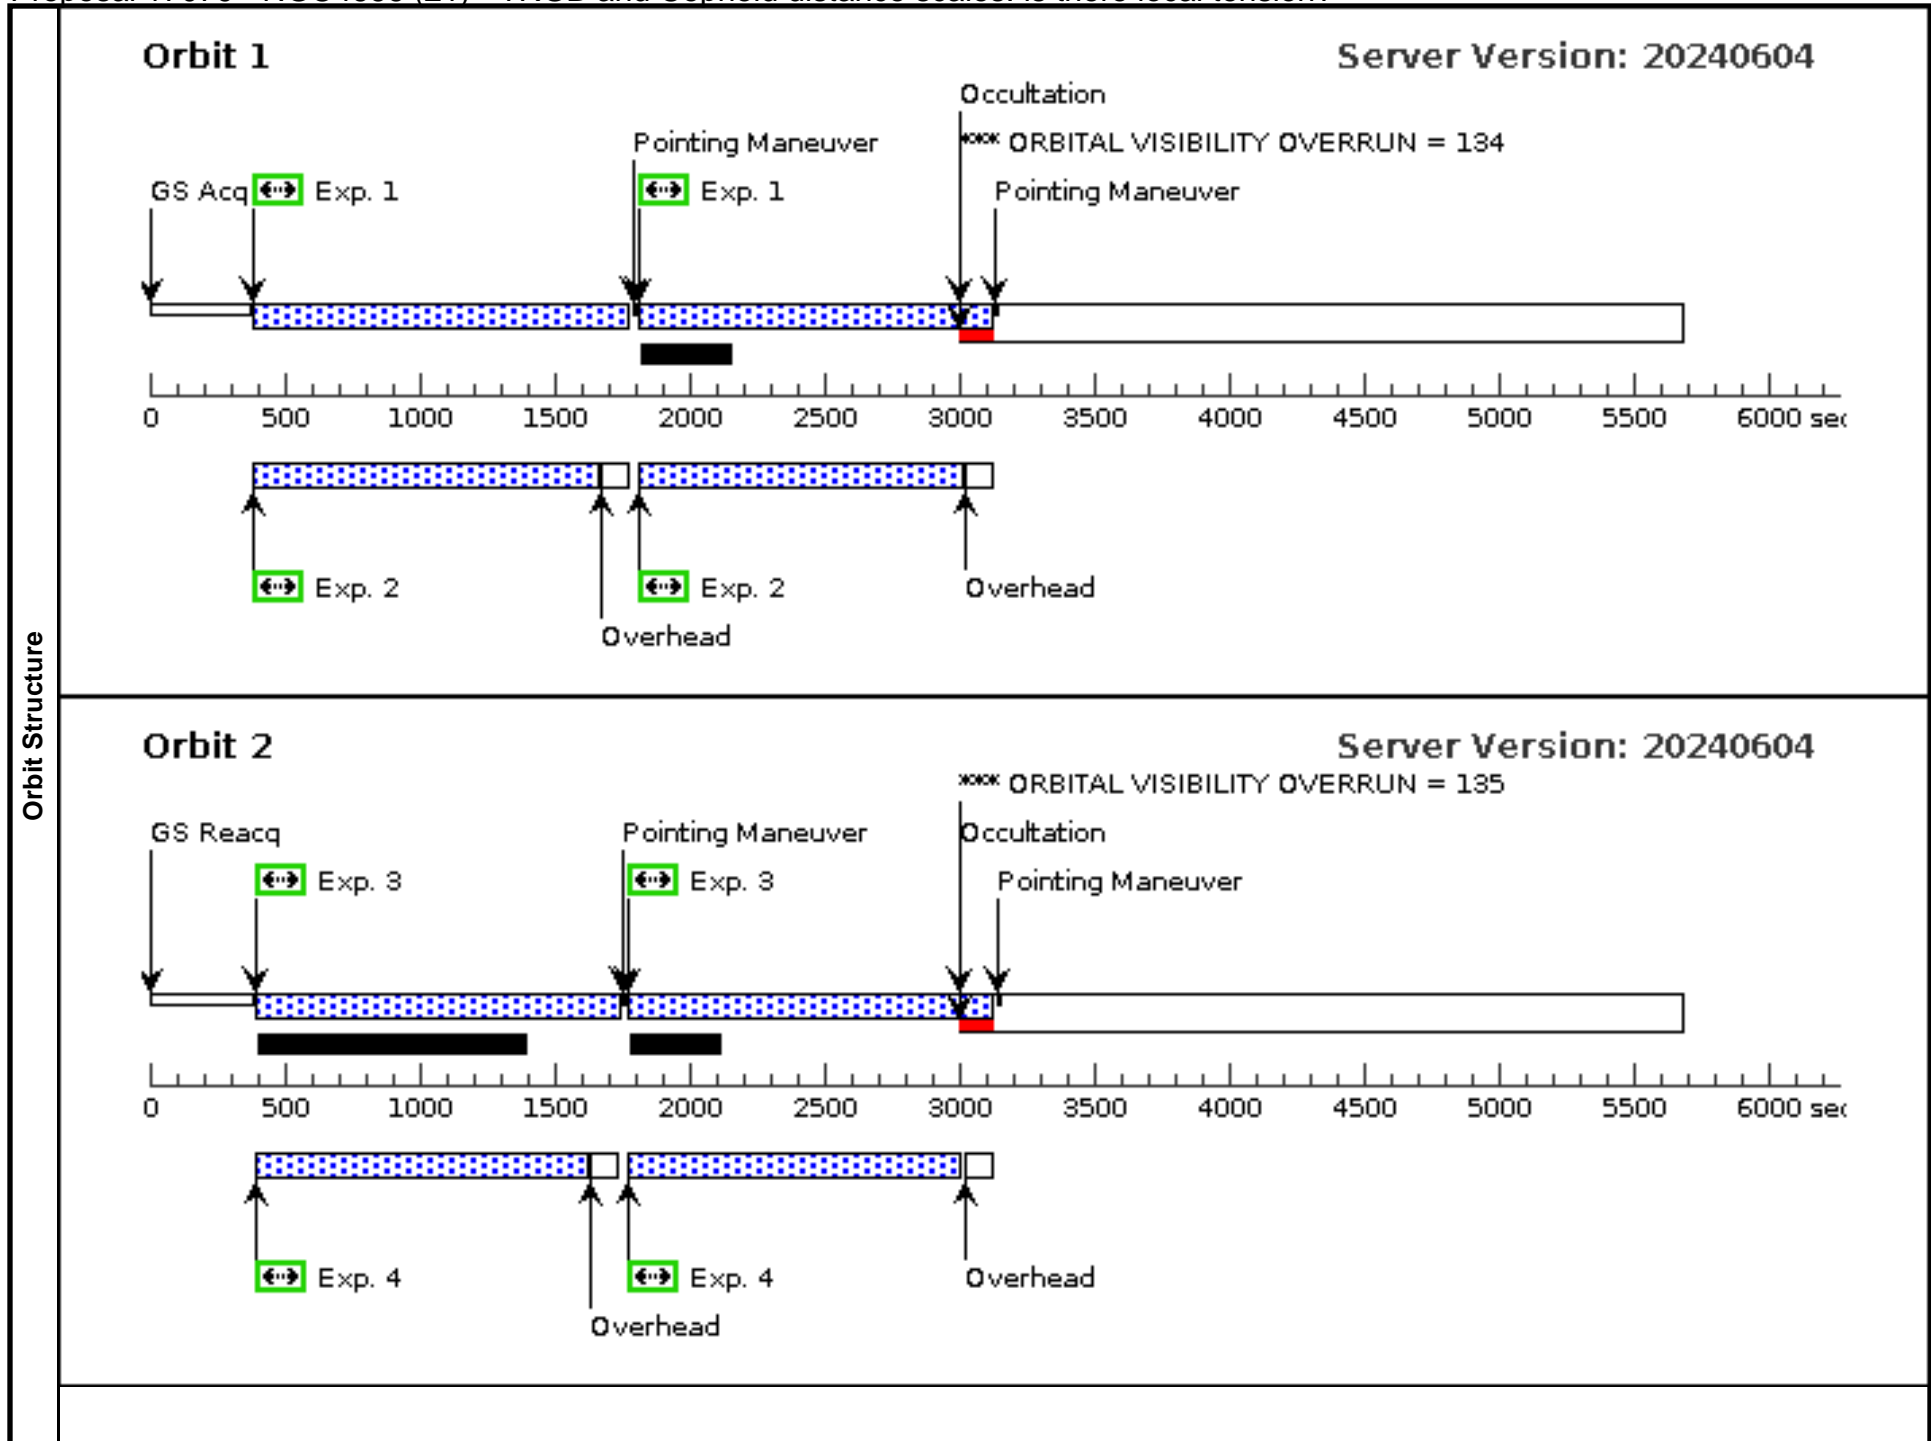 Orbit Structure
Orbit 1
Server Version: 20240604
Occultation
Pointing Maneuver
**** ORBITAL VISIBILITY OVERRUN = 134
GS Acq
Exp. 1
Exp. 1
Pointing Maneuver
0 500 1000 1500 2000 2500 3000 3500 4000 4500 5000 5500 6000 sec
Exp. 2
Exp. 2
Overhead
Overhead
Orbit 2
Server Version: 20240604
**** ORBITAL VISIBILITY OVERRUN = 135
GS Reacq
Pointing Maneuver
Occultation
Exp. 3
Exp. 3
Pointing Maneuver
0 500 1000 1500 2000 2500 3000 3500 4000 4500 5000 5500 6000 sec
Exp. 4
Exp. 4
Overhead
Overhead